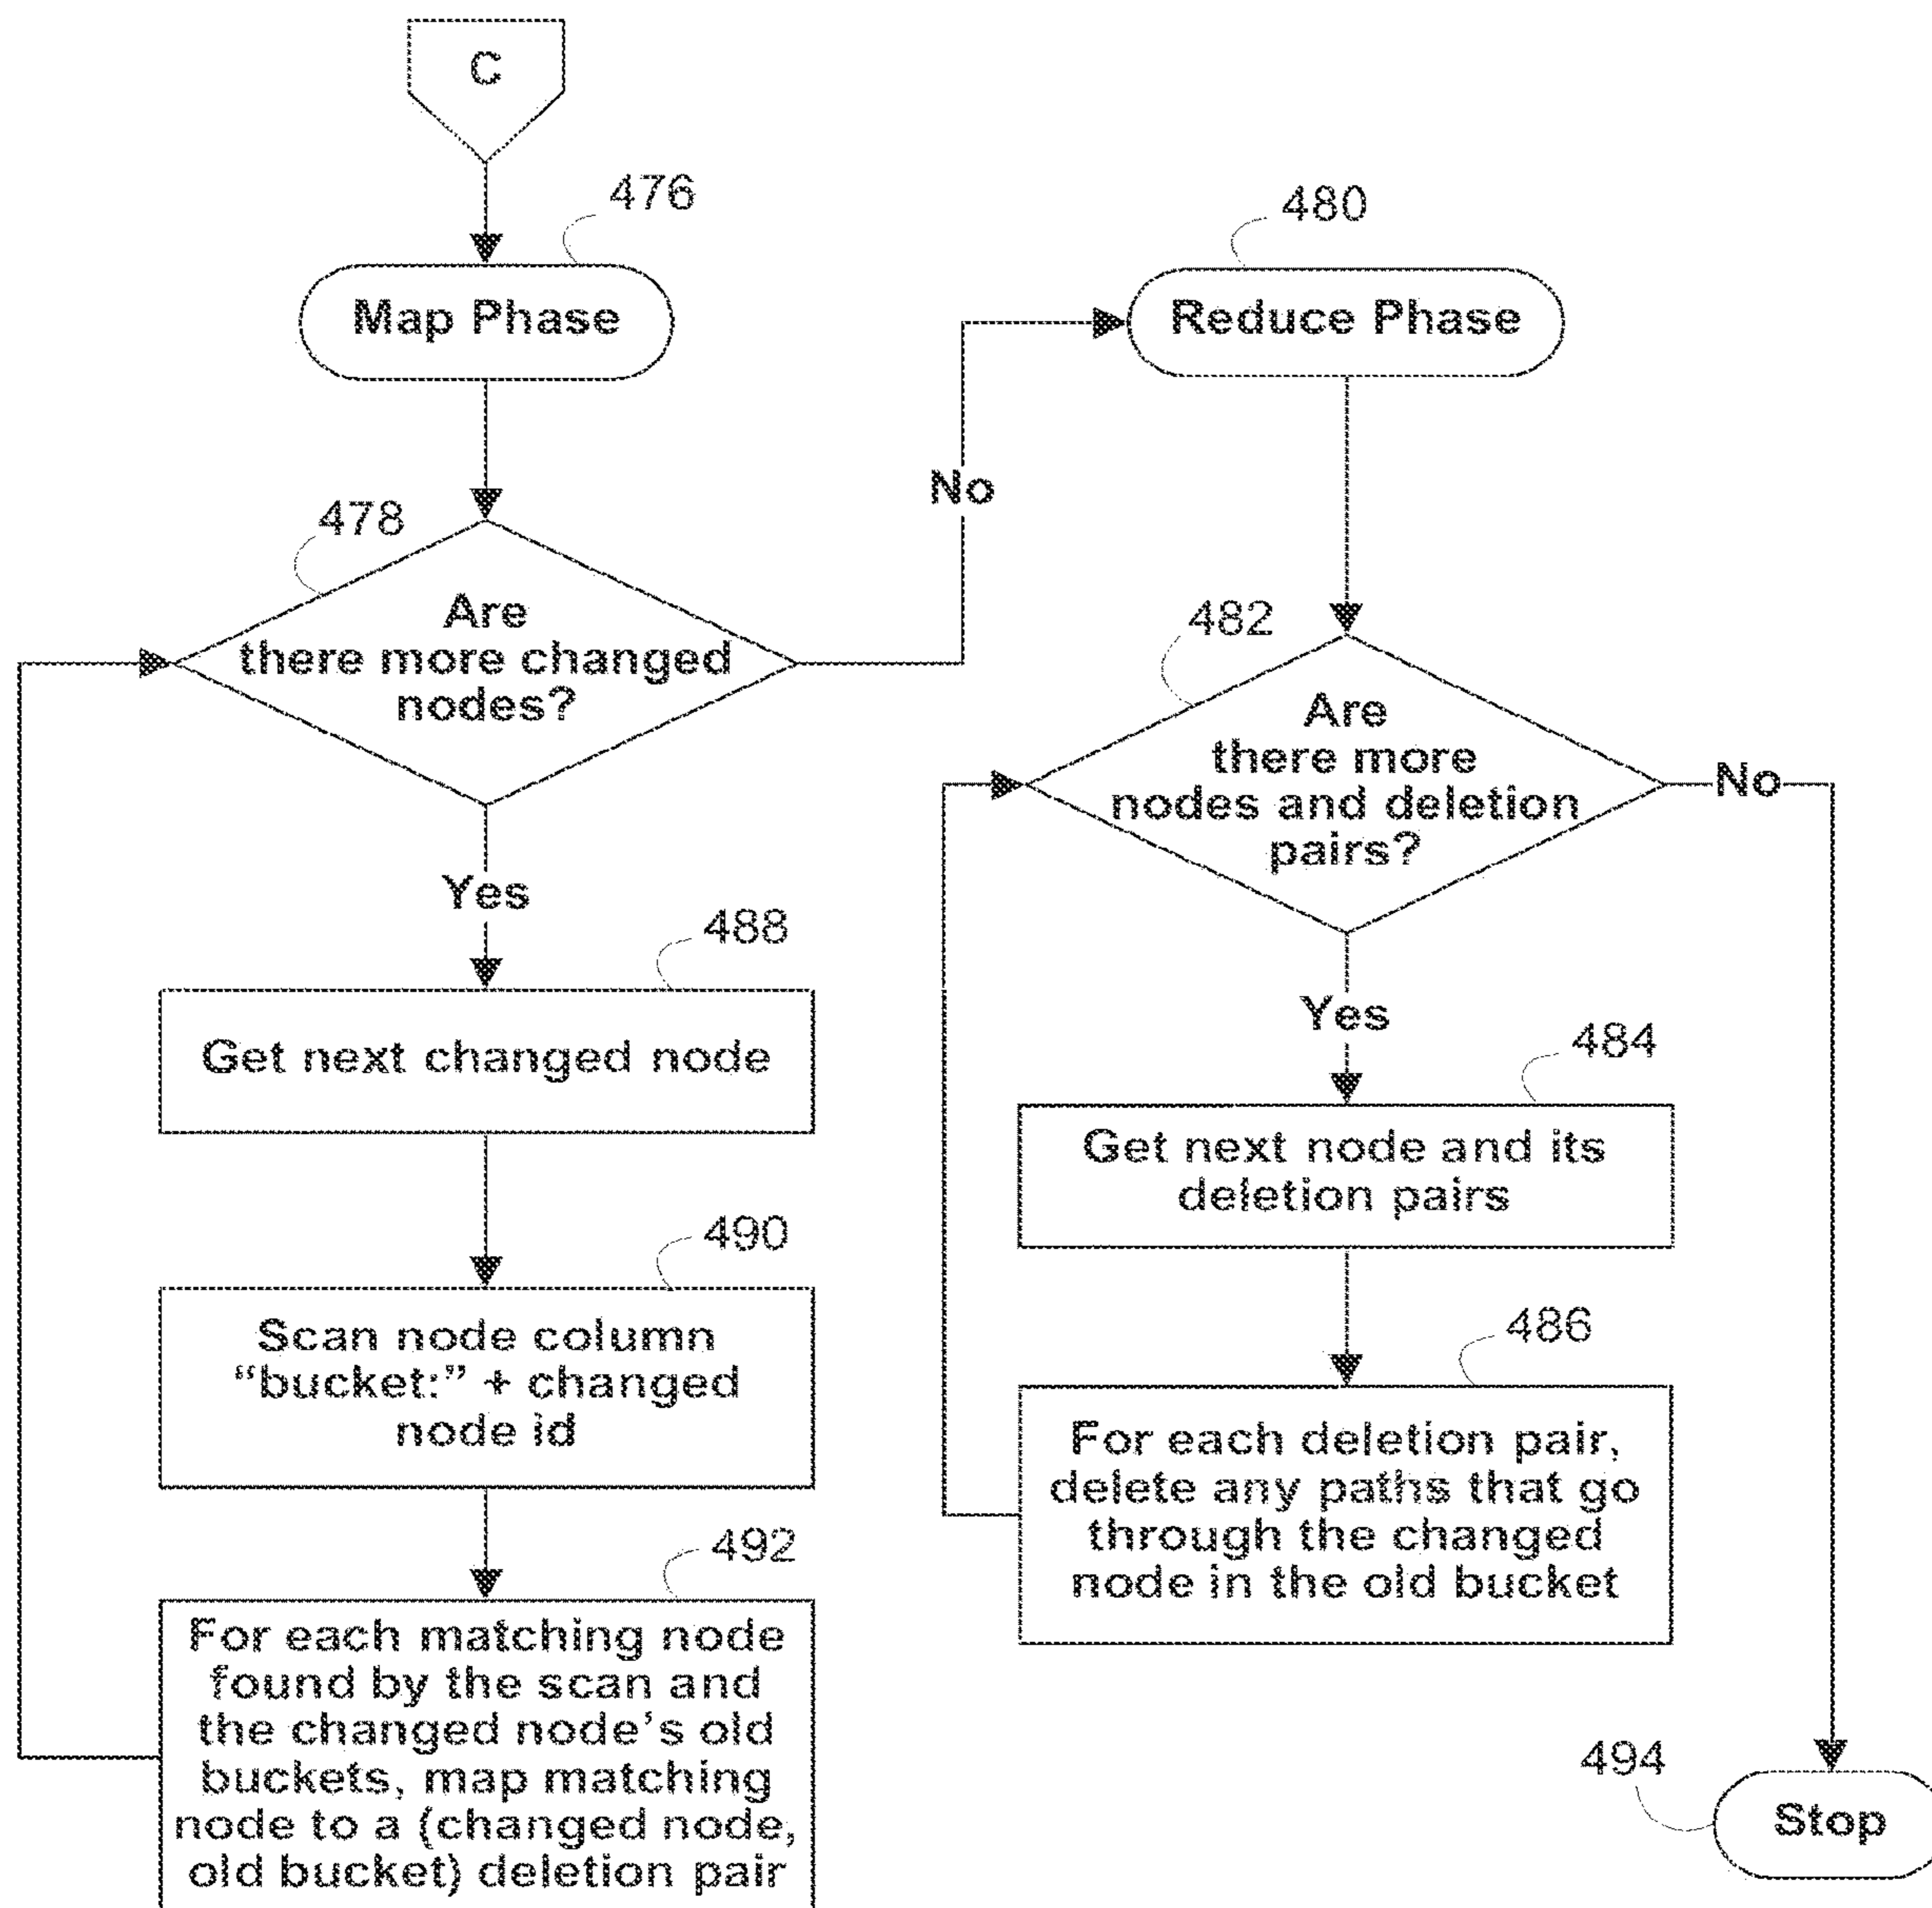 C
476
Map Phase
478
Are
there more changed
nodes?
No
Yes
488
Get next changed node
490
Scan node column
“bucket:” + changed
node id
492
For each matching node
found by the scan and
the changed node’s old
buckets, map matching
node to a (changed node,
old bucket) deletion pair
480
Reduce Phase
482
Are
there more
nodes and deletion
pairs?
No
Yes
484
Get next node and its
deletion pairs
486
For each deletion pair,
delete any paths that go
through the changed
node in the old bucket
494
Stop